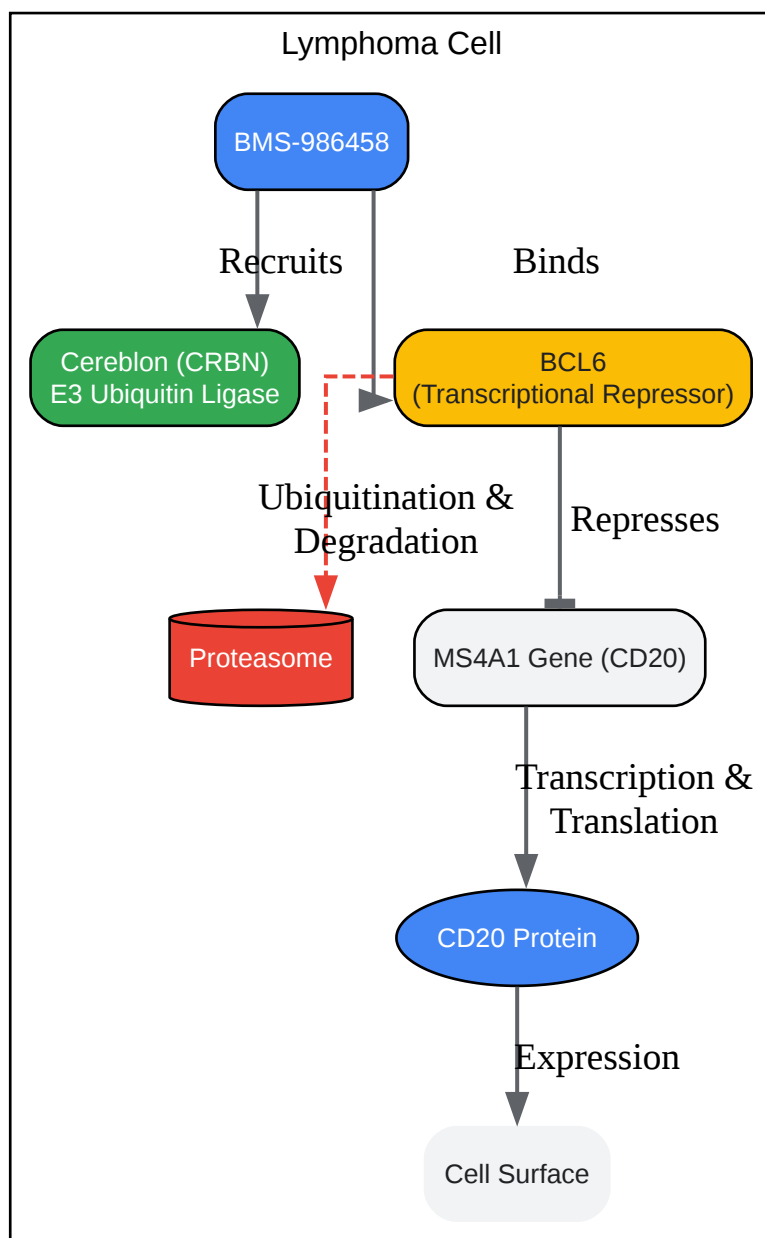 Lymphoma Cell
BMS-986458
Recruits
Binds
Cereblon (CRBN)
E3 Ubiquitin Ligase
BCL6
(Transcriptional Repressor)
Ubiquitination &
Degradation
Represses
Proteasome
MS4A1 Gene (CD20)
Transcription &
Translation
CD20 Protein
Expression
Cell Surface